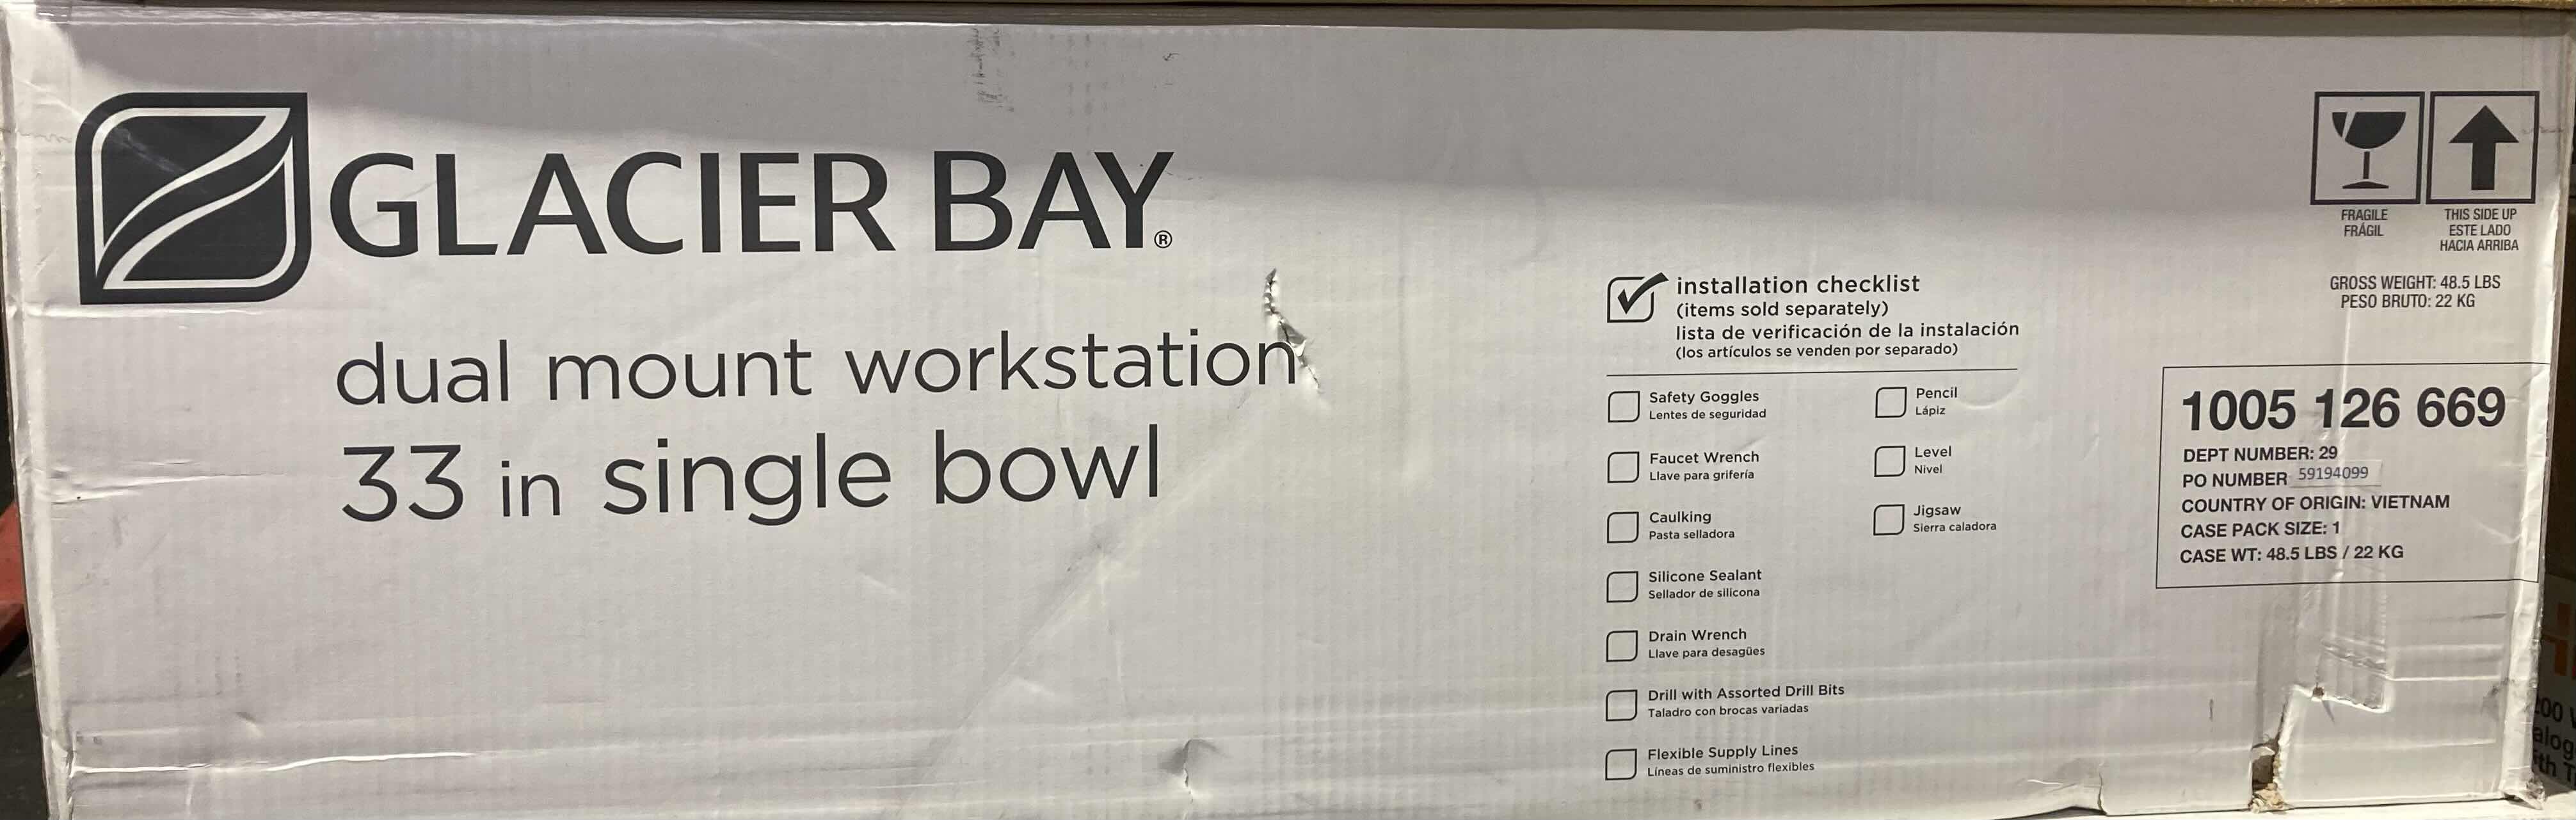 GLACIER BAY®
dual mount workstation
33 in single bowl
installation checklist
(items sold separately)
lista de verificación de la instalación
(los artículos se venden por separado)
Safety Goggles
Lentes de seguridad
Faucet Wrench
Llave para grifería
Caulking
Pasta selladora
Silicone Sealant
Sellador de silicona
Drain Wrench
Llave para desagües
Drill with Assorted Drill Bits
Taladro con brocas variadas
Flexible Supply Lines
Líneas de suministro flexibles
Pencil
Lápiz
Level
Nivel
Jigsaw
Sierra caladora
FRAGILE
FRÁGIL
THIS SIDE UP
ESTE LADO
HACIA ARRIBA
GROSS WEIGHT: 48.5 LBS
PESO BRUTO: 22 KG
1005 126 669
DEPT NUMBER: 29
PO NUMBER 59194099
COUNTRY OF ORIGIN: VIETNAM
CASE PACK SIZE: 1
CASE WT: 48.5 LBS / 22 KG